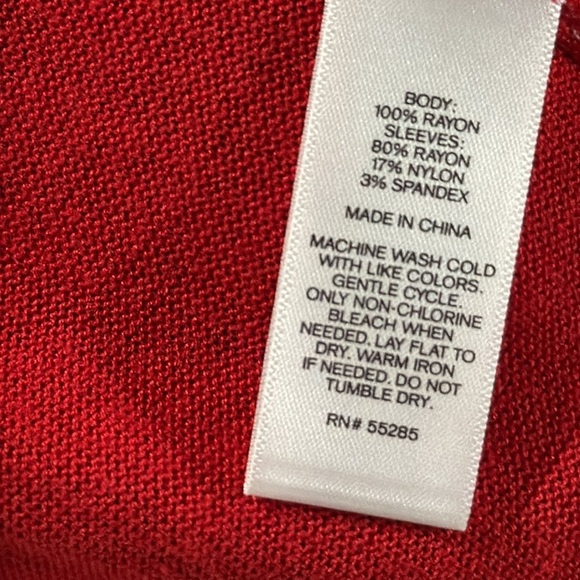 BODY:
100% RAYON
SLEEVES:
80% RAYON
17% NYLON
3% SPANDEX
MADE IN CHINA
MACHINE WASH COLD
WITH LIKE COLORS.
GENTLE CYCLE.
ONLY NON-CHLORINE
BLEACH WHEN
NEEDED. LAY FLAT TO
DRY. WARM IRON
IF NEEDED. DO NOT
TUMBLE DRY.
RN# 55285